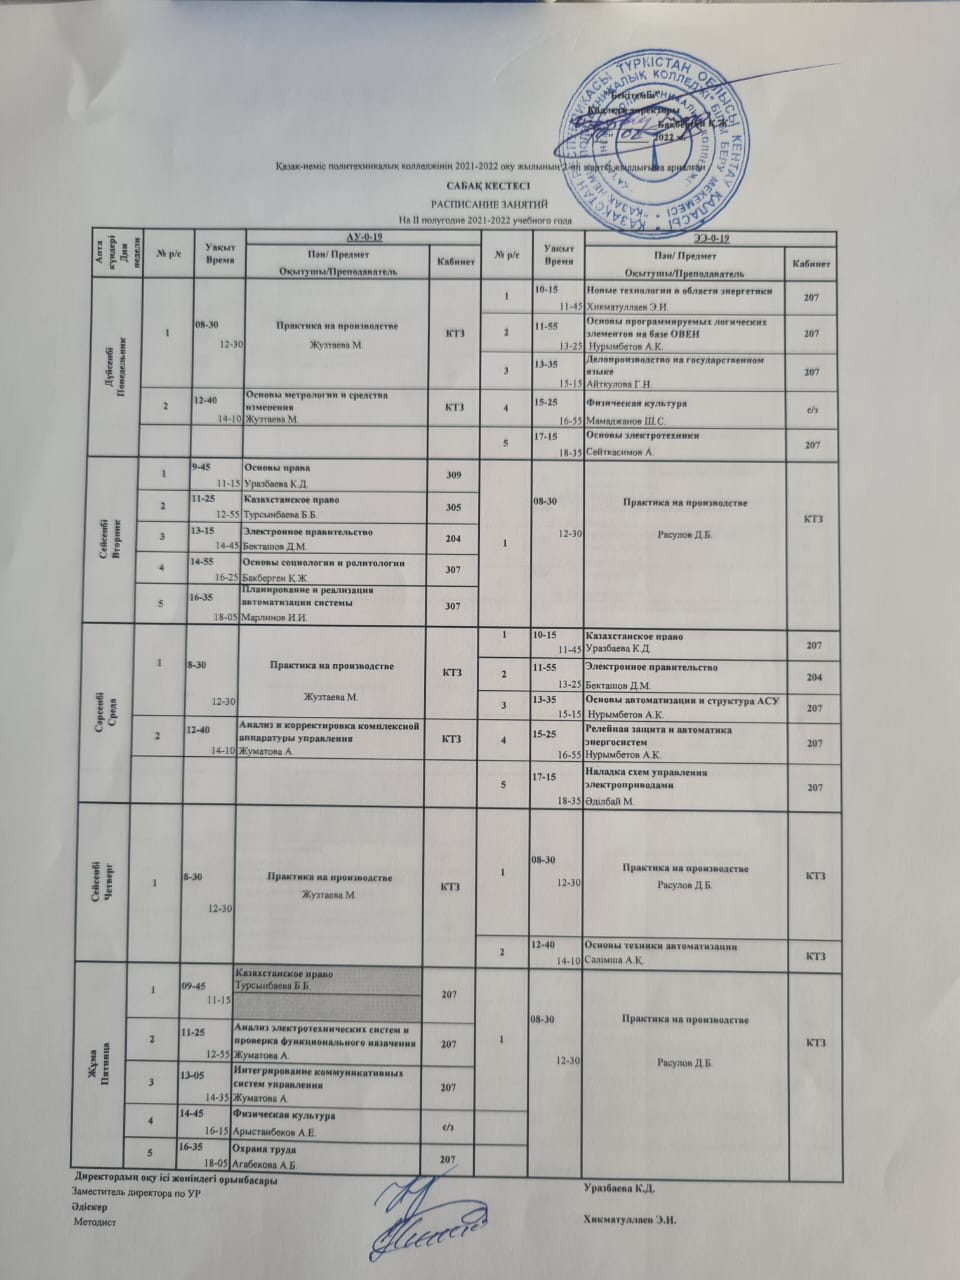 "Бекітемін"
Колледж директоры
Бақберген Қ.Ж.
2022 ж.
Қазақ-неміс политехникалық колледжінің 2021-2022 оқу жылының 2-ші жарты жылдығына арналған
САБАҚ КЕСТЕСІ
РАСПИСАНИЕ ЗАНЯТИЙ
На II полугодие 2021-2022 учебного года
Апта күндері Дни недели
№ р/с
Уақыт Время
АУ-0-19
Пән/ Предмет
Оқытушы/Преподаватель
Кабинет
№ р/с
Уақыт Время
ЭЭ-0-19
Пән/ Предмет
Оқытушы/Преподаватель
Кабинет
Дүйсенбі Понедельник
1
08-30
12-30
Практика на производстве
Жузтаева М.
КТЗ
2
12-40
14-10
Основы метрологии и средства
измерения
Жузтаева М.
КТЗ
1
10-15
11-45
Новые технологии в области энергетики
Хикматуллаев Э.И.
207
2
11-55
13-25
Основы программируемых логических
элементов на базе ОВЕН
Нурымбетов А.К.
207
3
13-35
15-15
Делопроизводство на государственном
языке
Айткулова Г.Н.
207
4
15-25
16-55
Физическая культура
Мамаджанов Ш.С.
с/з
5
17-15
18-35
Основы электротехники
Сейткасимов А.
207
Сейсенбі Вторник
1
9-45
11-15
Основы права
Уразбаева К.Д.
309
2
11-25
12-55
Казахстанское право
Турсынбаева Б.Б.
305
3
13-15
14-45
Электронное правительство
Бекташов Д.М.
204
4
14-55
16-25
Основы социологии и ролитологии
Бакберген Қ.Ж.
307
5
16-35
18-05
Планирование и реализация
автоматизации системы
Марлинов И.И.
307
1
08-30
12-30
Практика на производстве
Расулов Д.Б.
КТЗ
Сәрсенбі Среда
1
8-30
12-30
Практика на производстве
Жузтаева М.
КТЗ
2
12-40
14-10
Анализ и корректировка комплексной
аппаратуры управления
Жуматова А.
КТЗ
1
10-15
11-45
Казахстанское право
Уразбаева К.Д.
207
2
11-55
13-25
Электронное правительство
Бекташов Д.М.
204
3
13-35
15-15
Основы автоматизации и структура АСУ
Нурымбетов А.К.
207
4
15-25
16-55
Релейная защита и автоматика
энергосистем
Нурымбетов А.К.
207
5
17-15
18-35
Наладка схем управления
электроприводами
Әділбай М.
207
Сейсенбі Четверг
1
8-30
12-30
Практика на производстве
Жузтаева М.
КТЗ
1
08-30
12-30
Практика на производстве
Расулов Д.Б.
КТЗ
2
12-40
14-10
Основы техники автоматизации
Сәлімша А.Қ.
КТЗ
Жұма Пятница
1
09-45
11-15
Казахстанское право
Турсынбаева Б.Б.
207
2
11-25
12-55
Анализ электротехнических систем и
проверка функционального назачения
Жуматова А.
207
3
13-05
14-35
Интегрирование коммуникативных
систем управления
Жуматова А.
207
4
14-45
16-15
Физическая культура
Арыстанбеков А.Е.
с/з
5
16-35
18-05
Охрана труда
Агабекова А.Б.
207
1
08-30
12-30
Практика на производстве
Расулов Д.Б.
КТЗ
Директордың оқу ісі жөніндегі орынбасары
Заместитель директора по УР
Уразбаева К.Д.
Әдіскер
Методист
Хикматуллаев Э.И.